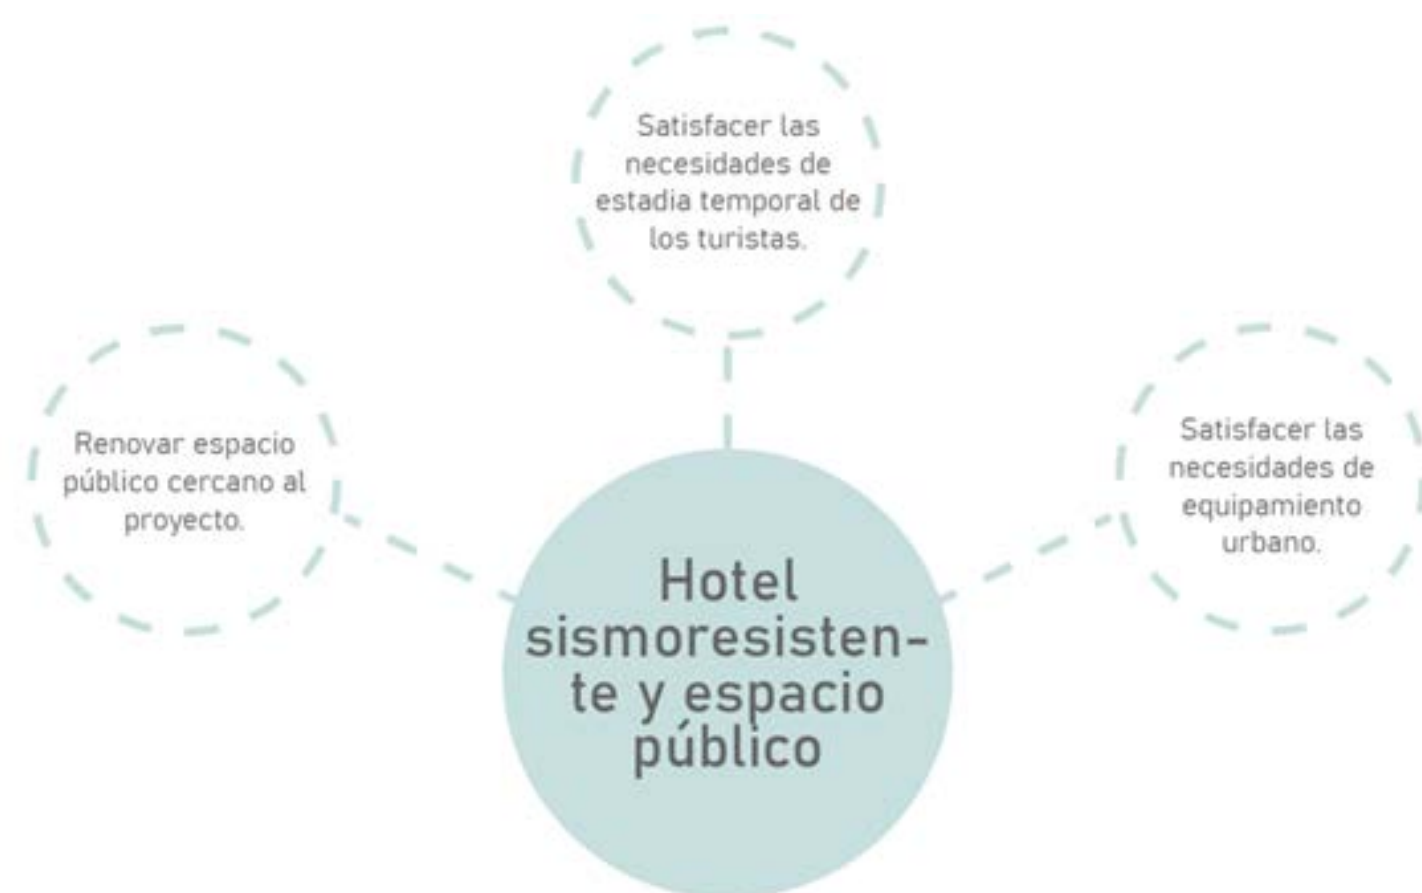 Satisfacer las
necesidades de
estadia temporal de
los turistas.
Renovar espacio
público cercano al
proyecto.
Satisfacer las
necesidades de
equipamiento
urbano.
Hotel
sismoresisten-
te y espacio
público